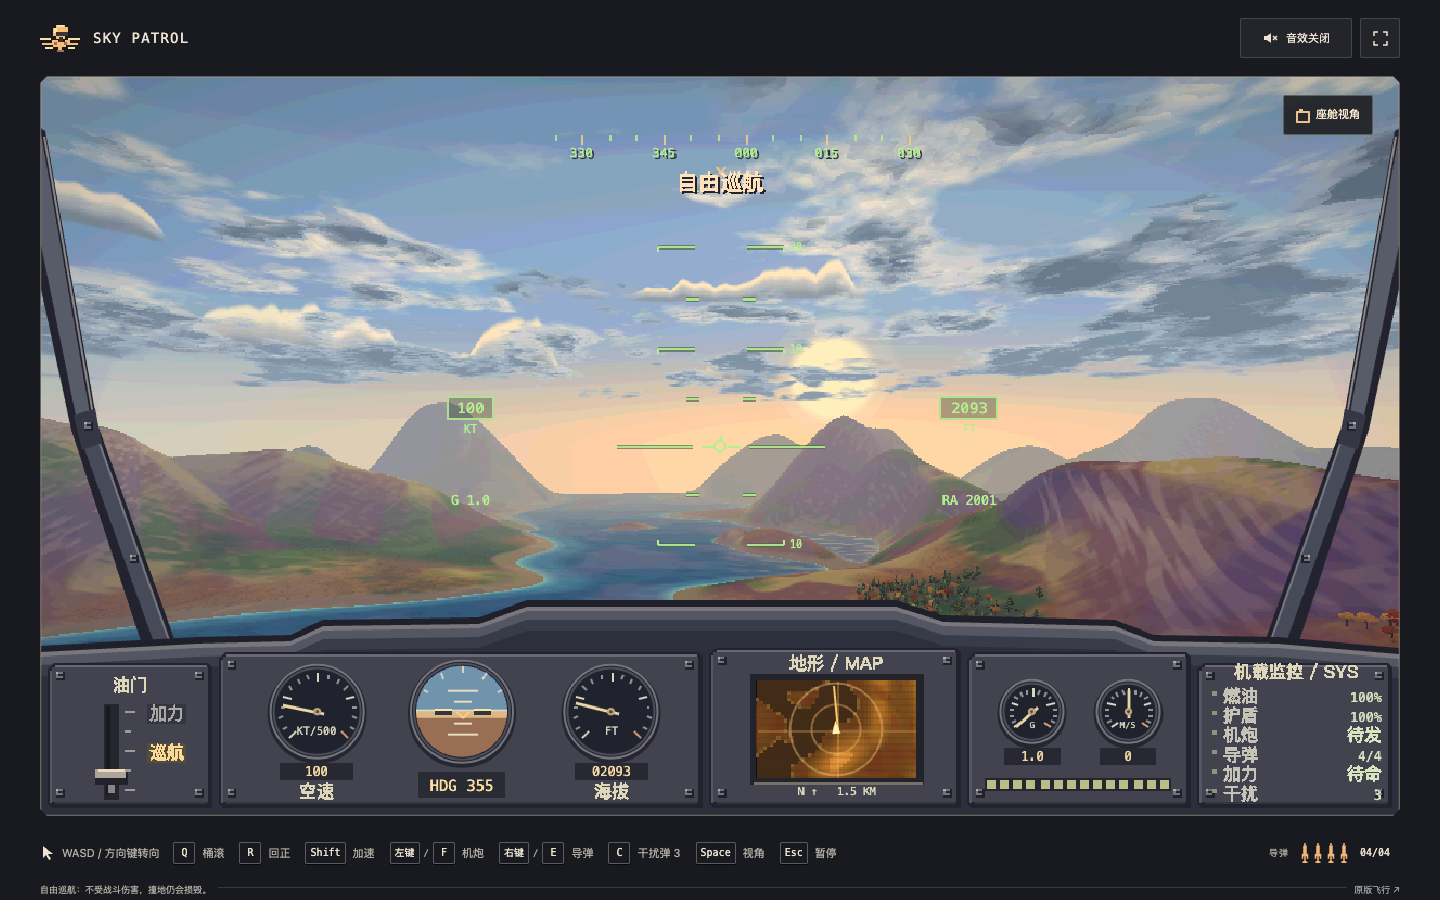 SKY PATROL
音效关闭
座舱视角
330 345 000 015 030
自由巡航
20
10
100
KT
2093
FT
G 1.0
RA 2001
10
油门
加力
巡航
KT/500
100
空速
HDG 355
FT
02093
海拔
地形 / MAP
N ↑ 1.5 KM
G
1.0
M/S
0
机载监控 / SYS
燃油 100%
护盾 100%
机炮 待发
导弹 4/4
加力 待命
干扰 3
WASD / 方向键转向 Q 桶滚 R 回正 Shift 加速 左键 / F 机炮 右键 / E 导弹 C 干扰弹 3 Space 视角 Esc 暂停
导弹 04/04
自由巡航: 不受战斗伤害, 撞地仍会损毁。
原版飞行 ↗